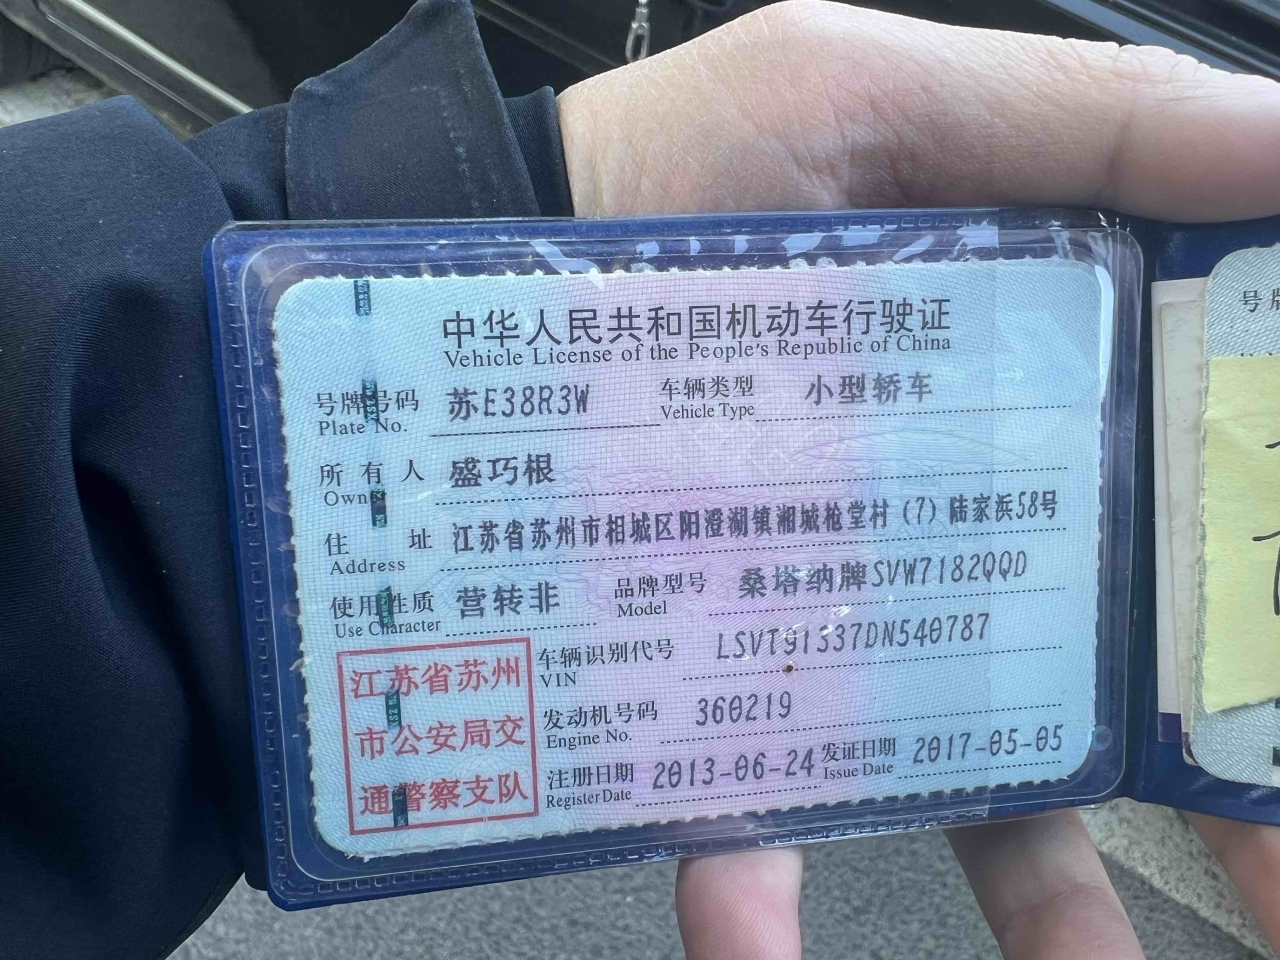 中华人民共和国机动车行驶证
Vehicle License of the People's Republic of China
号牌号码 苏E38R3W 车辆类型 小型轿车
Plate No. Vehicle Type
所有人 盛巧根
Owner
住址 江苏省苏州市相城区阳澄湖镇湘城枪堂村(7)陆家浜58号
Address
使用性质 营转非 品牌型号 桑塔纳牌SVW7182QQD
Use Character Model
车辆识别代号 LSVT91337DN540787
VIN
发动机号码 360219
Engine No.
注册日期 2013-06-24 发证日期 2017-05-05
Register Date Issue Date
江苏省苏州
市公安局交
通警察支队
号牌